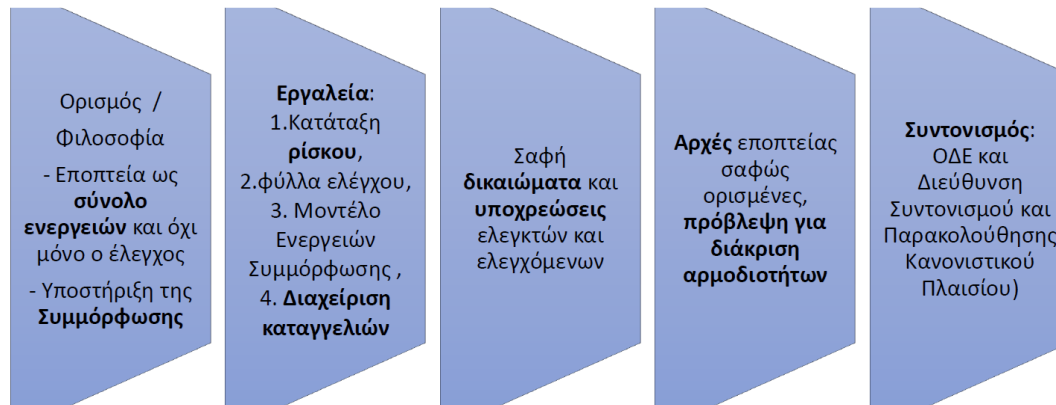 Ορισμός /
Φιλοσοφία
- Εποπτεία ως
σύνολο
ενεργειών και όχι
μόνο ο έλεγχος
- Υποστήριξη της
Συμμόρφωσης
Εργαλεία:
1.Κατάταξη
ρίσκου,
2.φύλλα ελέγχου,
3. Μοντέλο
Ενεργειών
Συμμόρφωσης ,
4. Διαχείριση
καταγγελιών
Σαφή
δικαιώματα και
υποχρεώσεις
ελεγκτών και
ελεγχόμενων
Αρχές εποπτείας
σαφώς
ορισμένες,
πρόβλεψη για
διάκριση
αρμοδιοτήτων
Συντονισμός:
ΟΔΕ και
Διεύθυνση
Συντονισμού και
Παρακολούθησης
Κανονιστικού
Πλαισίου)